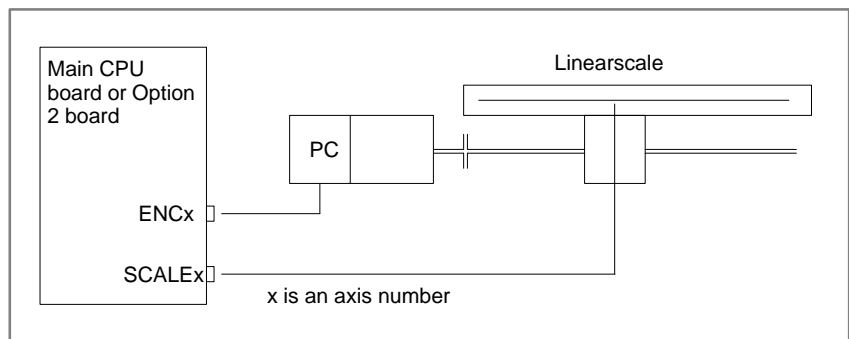 Main CPU
board or Option
2 board
Linearscale
PC
ENCx
SCALEx
x is an axis number